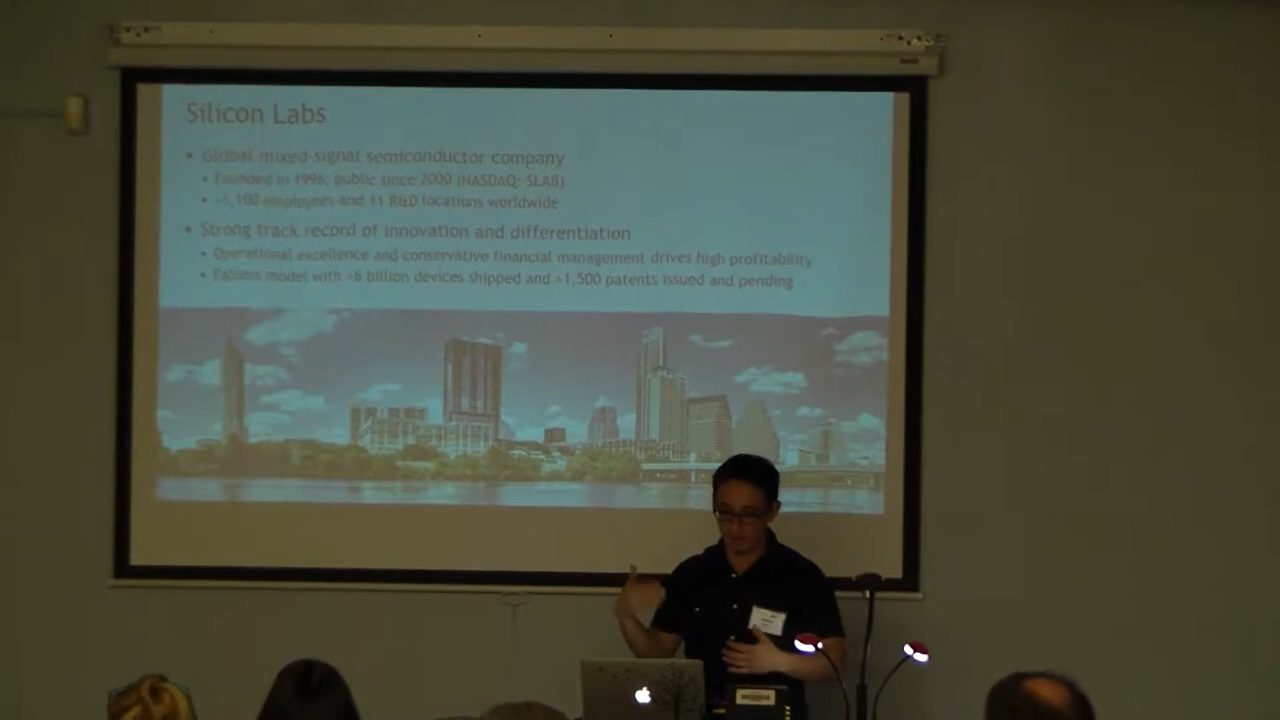 Silicon Labs
• Global mixed-signal semiconductor company
• Founded in 1996; public since 2000 (NASDAQ: SLAB)
• ~1,100 employees and 11 R&D locations worldwide
• Strong track record of innovation and differentiation
• Operational excellence and conservative financial management drives high profitability
• Fabless model with >6 billion devices shipped and >1,500 patents issued and pending